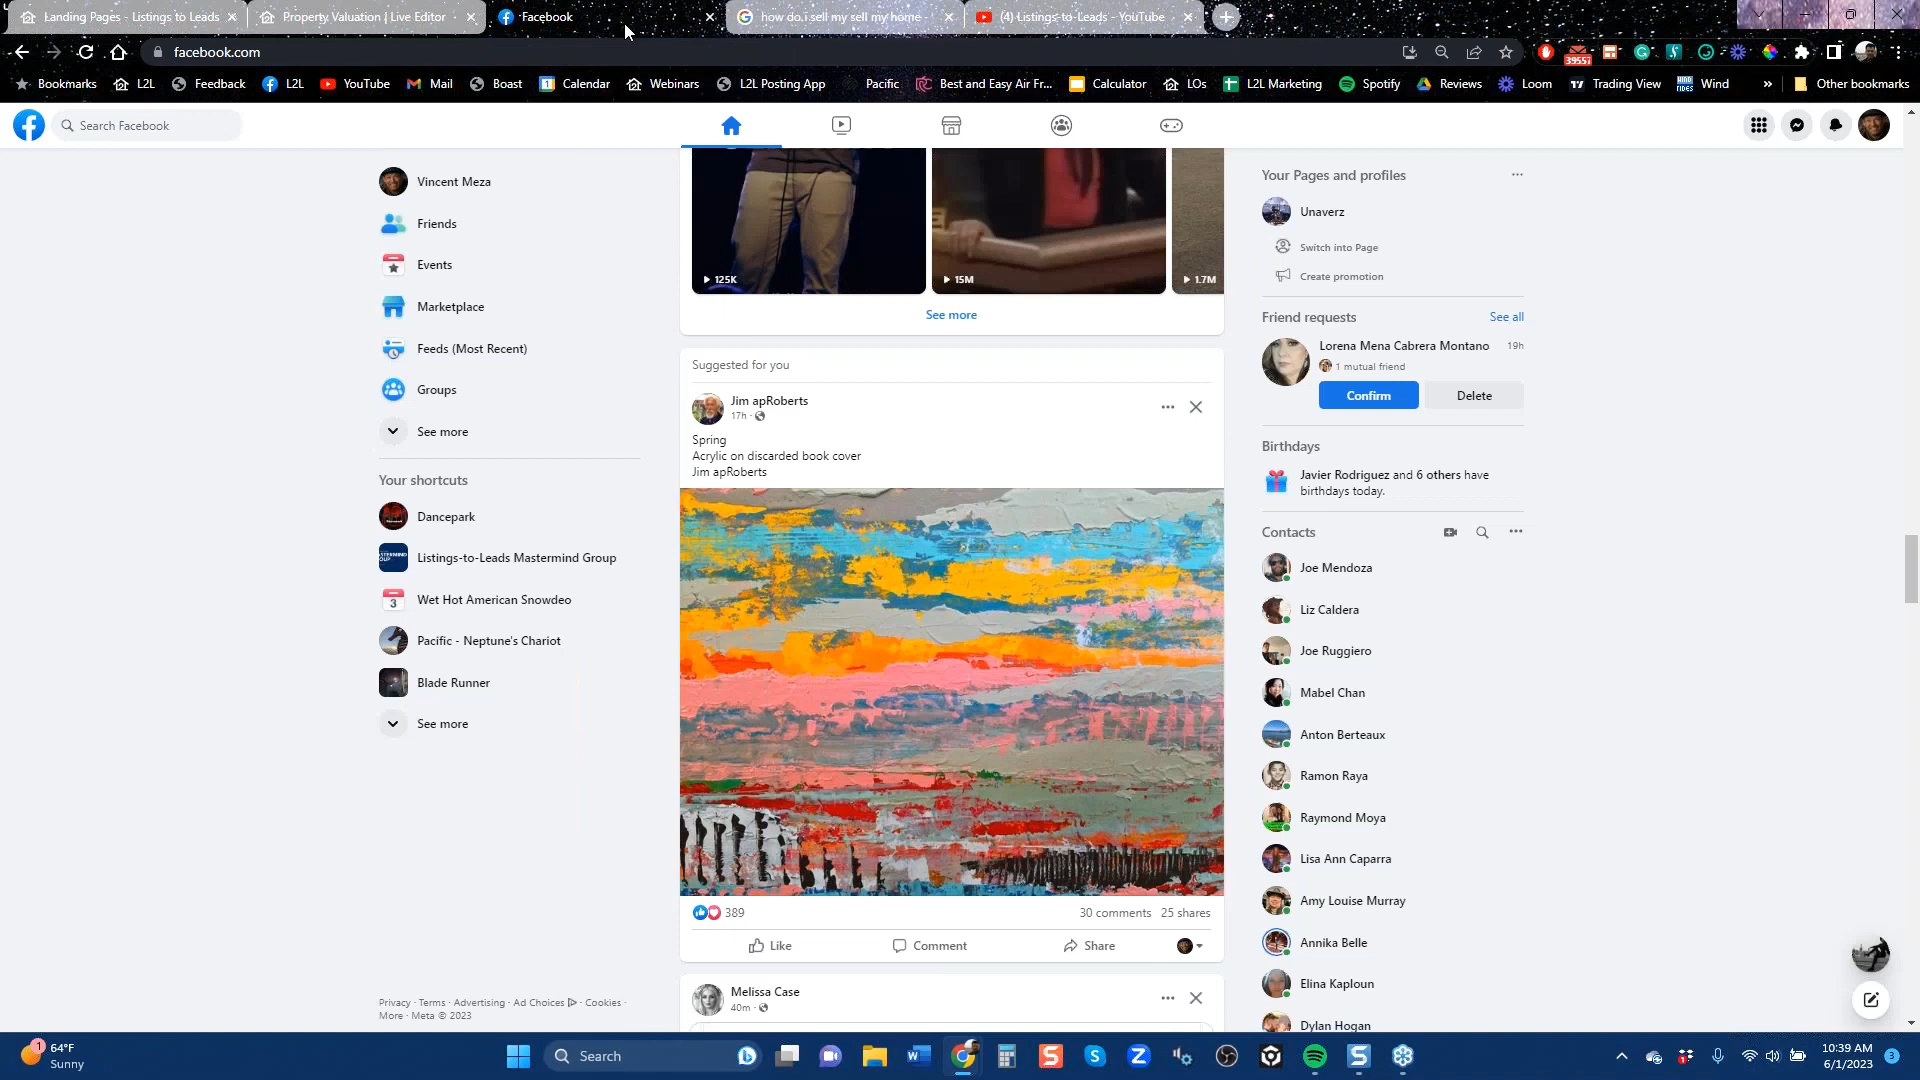 Landing Pages - Listings to Leads
Property Valuation | Live Editor
Facebook
how do i sell my sell my home
(4) Listings-to-Leads - YouTube
facebook.com
39557
Bookmarks
L2L
Feedback
L2L
YouTube
Mail
Boast
Calendar
Webinars
L2L Posting App
Pacific
Best and Easy Air Fr...
Calculator
LOs
L2L Marketing
Spotify
Reviews
Loom
Trading View
Wind
»
Other bookmarks
Search Facebook
Vincent Meza
Friends
Events
Marketplace
Feeds (Most Recent)
Groups
See more
Your shortcuts
Dancepark
Listings-to-Leads Mastermind Group
3 Wet Hot American Snowdeo
Pacific - Neptune's Chariot
Blade Runner
See more
Privacy · Terms · Advertising · Ad Choices · Cookies ·
More · Meta © 2023
125K
15M
1.7M
See more
Suggested for you
Jim apRoberts
17h ·
Spring
Acrylic on discarded book cover
Jim apRoberts
389
30 comments 25 shares
Like
Comment
Share
Melissa Case
40m ·
Your Pages and profiles
Unaverz
Switch into Page
Create promotion
Friend requests
See all
Lorena Mena Cabrera Montano 19h
1 mutual friend
Confirm
Delete
Birthdays
Javier Rodriguez and 6 others have
birthdays today.
Contacts
Joe Mendoza
Liz Caldera
Joe Ruggiero
Mabel Chan
Anton Berteaux
Ramon Raya
Raymond Moya
Lisa Ann Caparra
Amy Louise Murray
Annika Belle
Elina Kaploun
Dylan Hogan
1
64°F
Sunny
Search
10:39 AM
6/1/2023
3